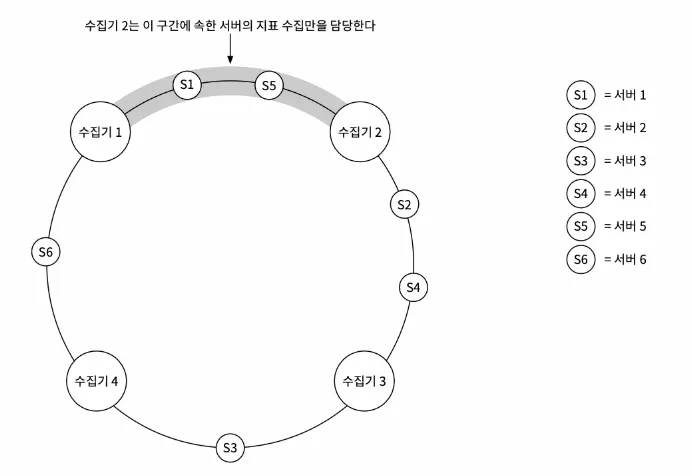 수집기 2는 이 구간에 속한 서버의 지표 수집만을 담당한다
S1
S5
수집기 1
수집기 2
S2
S6
S4
수집기 4
수집기 3
S3
S1 = 서버 1
S2 = 서버 2
S3 = 서버 3
S4 = 서버 4
S5 = 서버 5
S6 = 서버 6